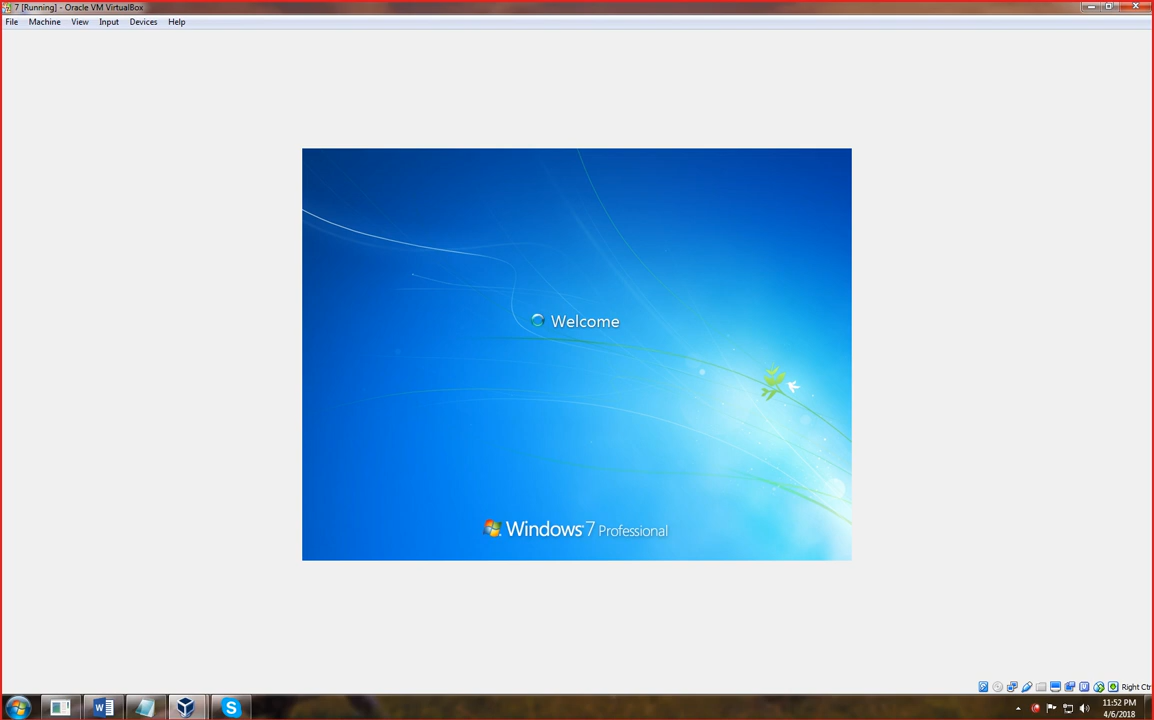 7 [Running] - Oracle VM VirtualBox
File Machine View Input Devices Help
Welcome
Windows 7 Professional
Right Ctrl
11:52 PM
4/6/2018